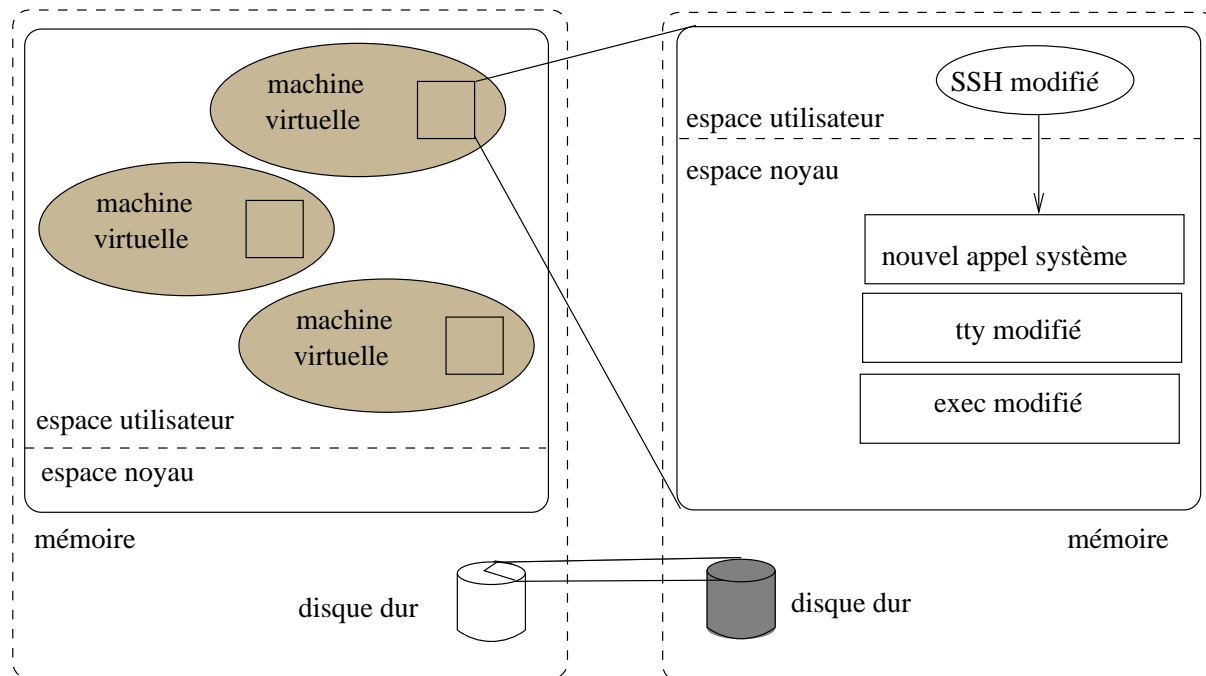 machine
virtuelle
machine
virtuelle
machine
virtuelle
espace utilisateur
espace noyau
mémoire
disque dur
SSH modifié
espace utilisateur
espace noyau
nouvel appel système
tty modifié
exec modifié
mémoire
disque dur